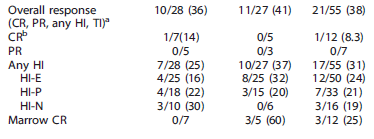 Overall response 10/28 (36) 11/27 (41) 21/55 (38)
(CR, PR, any HI, TI)a
CRb 1/7(14) 0/5 1/12 (8.3)
PR 0/5 0/3 0/7
Any HI 7/28 (25) 10/27 (37) 17/55 (31)
HI-E 4/25 (16) 8/25 (32) 12/50 (24)
HI-P 4/18 (22) 3/15 (20) 7/33 (21)
HI-N 3/10 (30) 0/6 3/16 (19)
Marrow CR 0/7 3/5 (60) 3/12 (25)